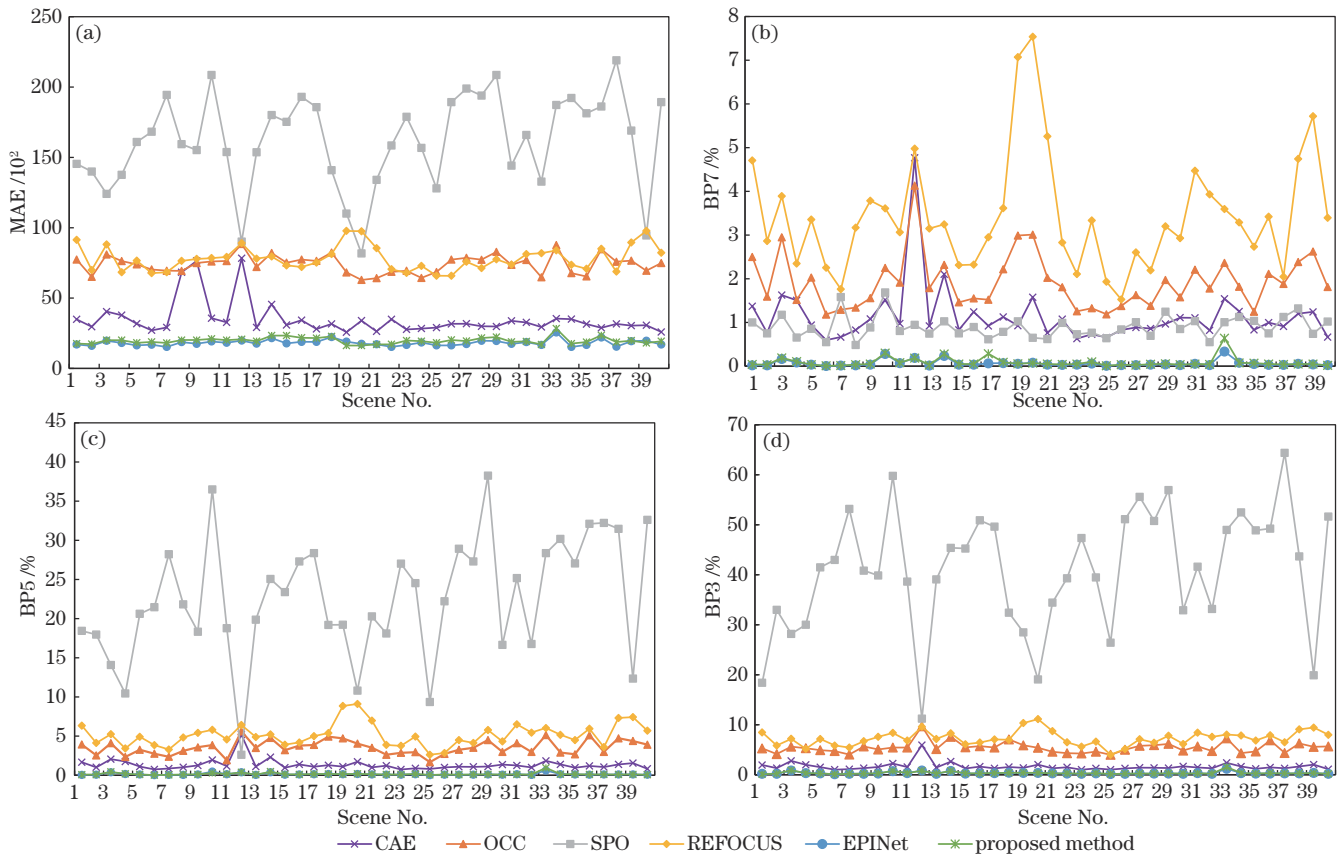 (a)
MAE /10²
250
200
150
100
50
0
1 3 5 7 9 11 13 15 17 19 21 23 25 27 29 31 33 35 37 39
Scene No.
(b)
BP7 /%
8
7
6
5
4
3
2
1
0
1 3 5 7 9 11 13 15 17 19 21 23 25 27 29 31 33 35 37 39
Scene No.
(c)
BP5 /%
45
40
35
30
25
20
15
10
5
0
1 3 5 7 9 11 13 15 17 19 21 23 25 27 29 31 33 35 37 39
Scene No.
(d)
BP3 /%
70
60
50
40
30
20
10
0
1 3 5 7 9 11 13 15 17 19 21 23 25 27 29 31 33 35 37 39
Scene No.
CAE OCC SPO REFOCUS EPINet proposed method